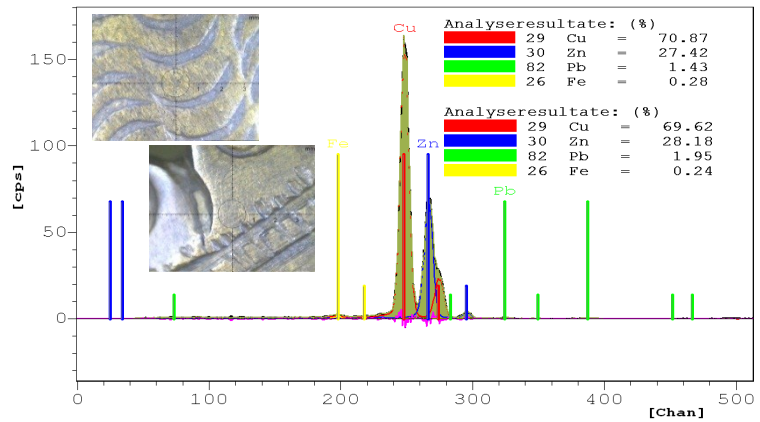 Analyseresultate: (%)
29 Cu = 70.87
30 Zn = 27.42
82 Pb = 1.43
26 Fe = 0.28
Analyseresultate: (%)
29 Cu = 69.62
30 Zn = 28.18
82 Pb = 1.95
26 Fe = 0.24
Cu
Fe
Zn
Pb
[cps]
150
100
50
0
0 100 200 300 400 500
[Chan]